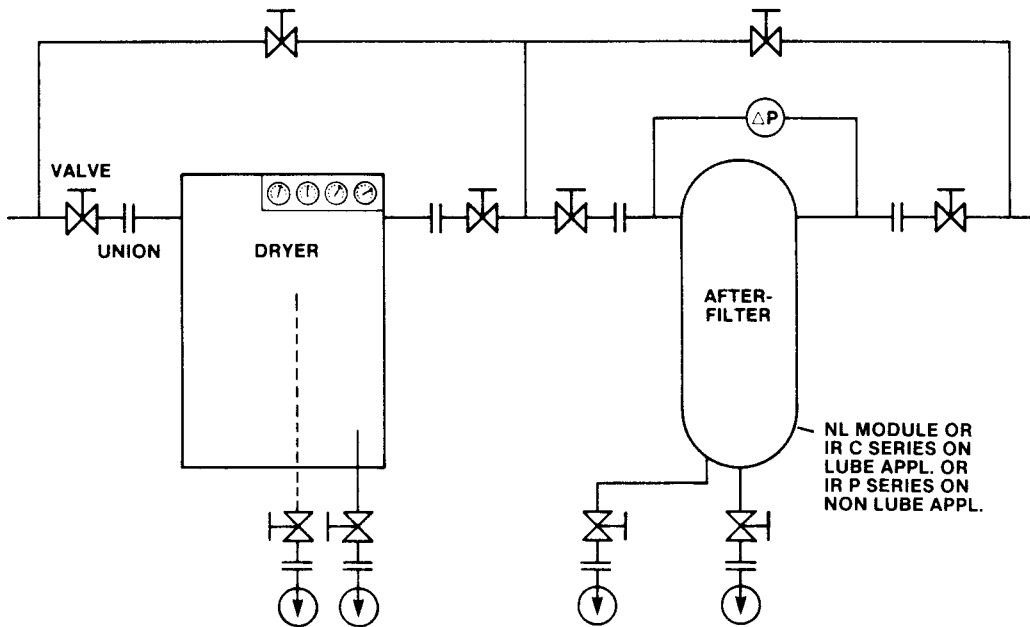 △P
VALVE
UNION
DRYER
AFTER-
FILTER
NL MODULE OR
IR C SERIES ON
LUBE APPL. OR
IR P SERIES ON
NON LUBE APPL.